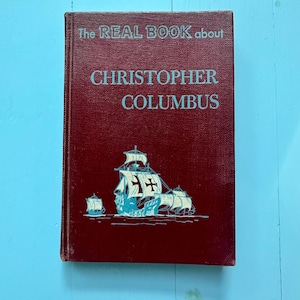 The REAL BOOK about
CHRISTOPHER
COLUMBUS